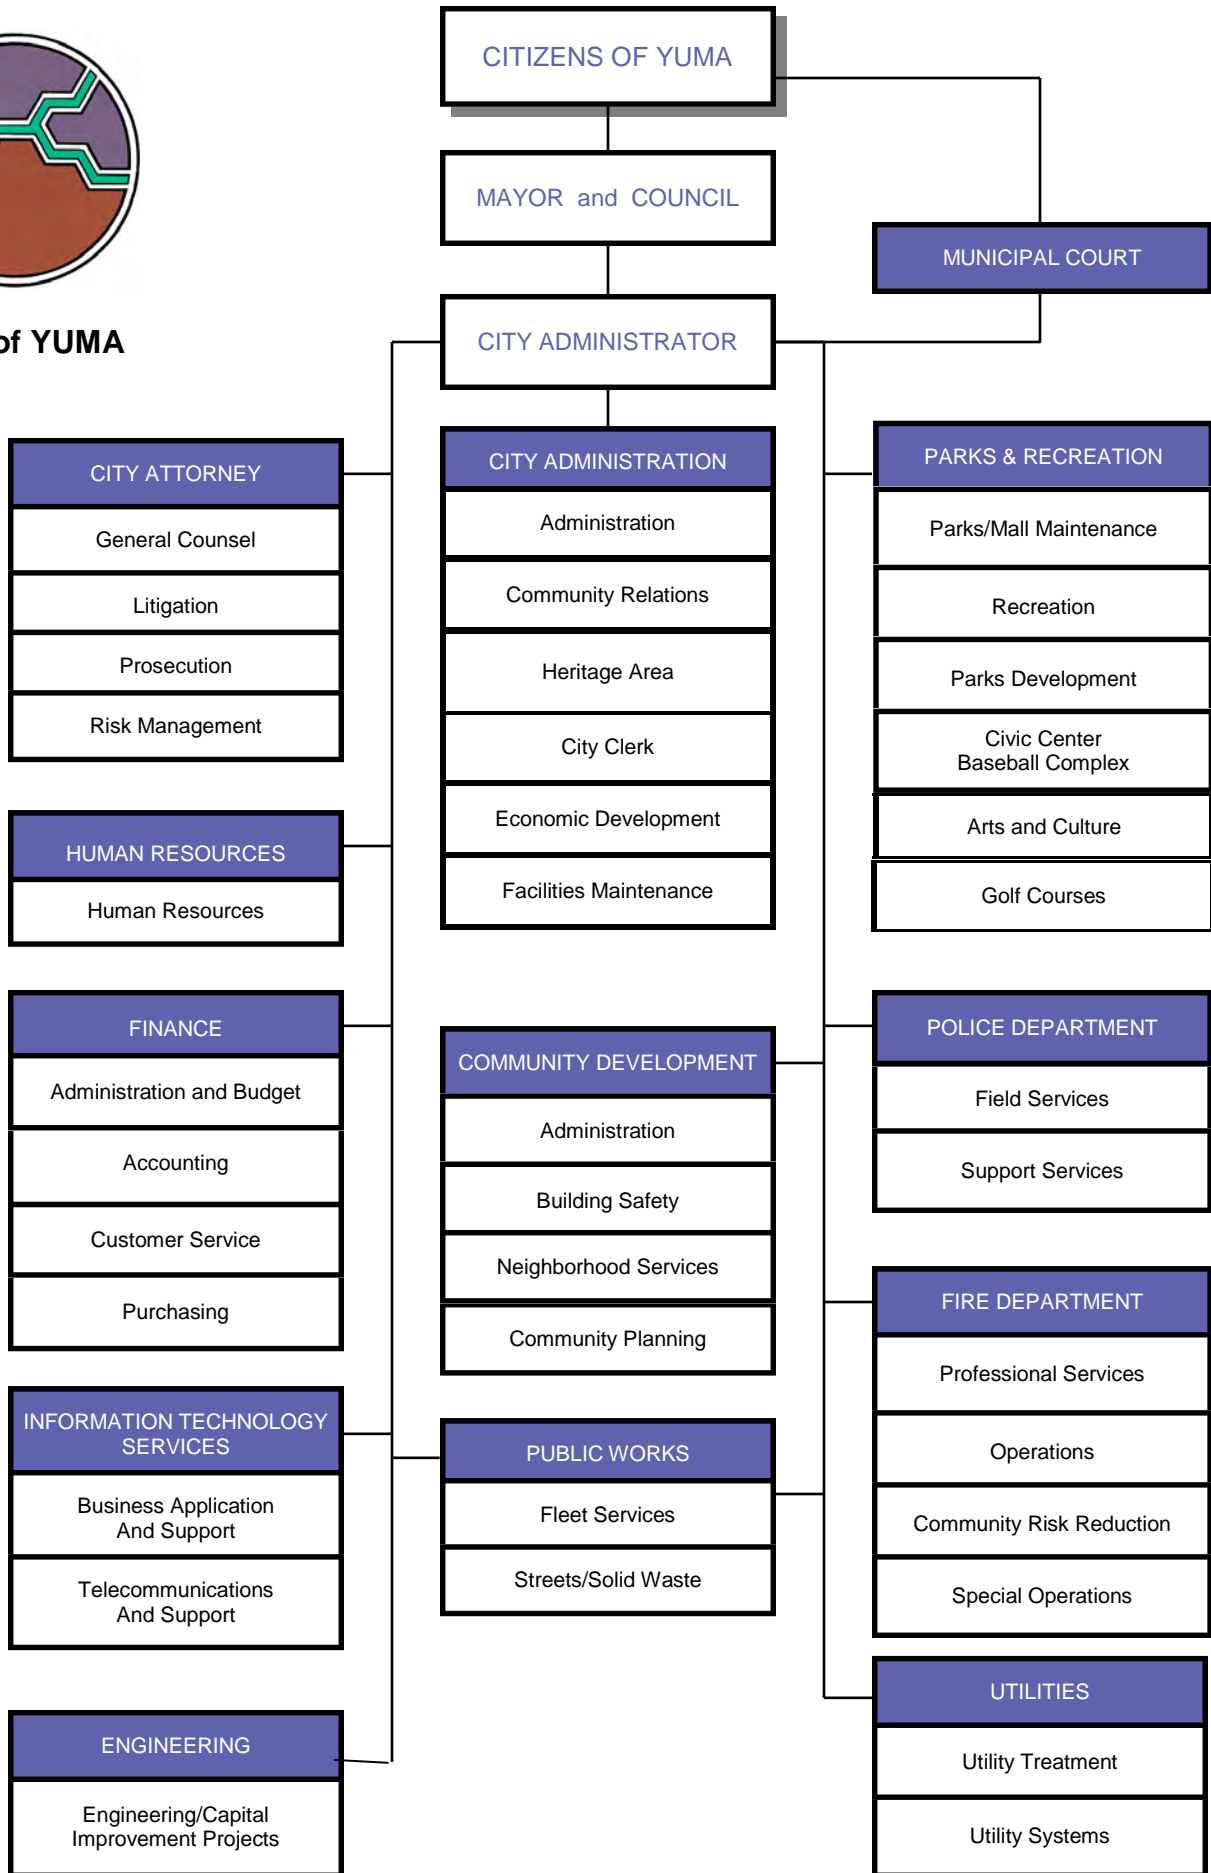 CITIZENS OF YUMA
MAYOR and COUNCIL
MUNICIPAL COURT
of YUMA
CITY ADMINISTRATOR
CITY ATTORNEY
General Counsel
Litigation
Prosecution
Risk Management
HUMAN RESOURCES
Human Resources
FINANCE
Administration and Budget
Accounting
Customer Service
Purchasing
INFORMATION TECHNOLOGY
SERVICES
Business Application
And Support
Telecommunications
And Support
ENGINEERING
Engineering/Capital
Improvement Projects
CITY ADMINISTRATION
Administration
Community Relations
Heritage Area
City Clerk
Economic Development
Facilities Maintenance
COMMUNITY DEVELOPMENT
Administration
Building Safety
Neighborhood Services
Community Planning
PUBLIC WORKS
Fleet Services
Streets/Solid Waste
PARKS & RECREATION
Parks/Mall Maintenance
Recreation
Parks Development
Civic Center
Baseball Complex
Arts and Culture
Golf Courses
POLICE DEPARTMENT
Field Services
Support Services
FIRE DEPARTMENT
Professional Services
Operations
Community Risk Reduction
Special Operations
UTILITIES
Utility Treatment
Utility Systems